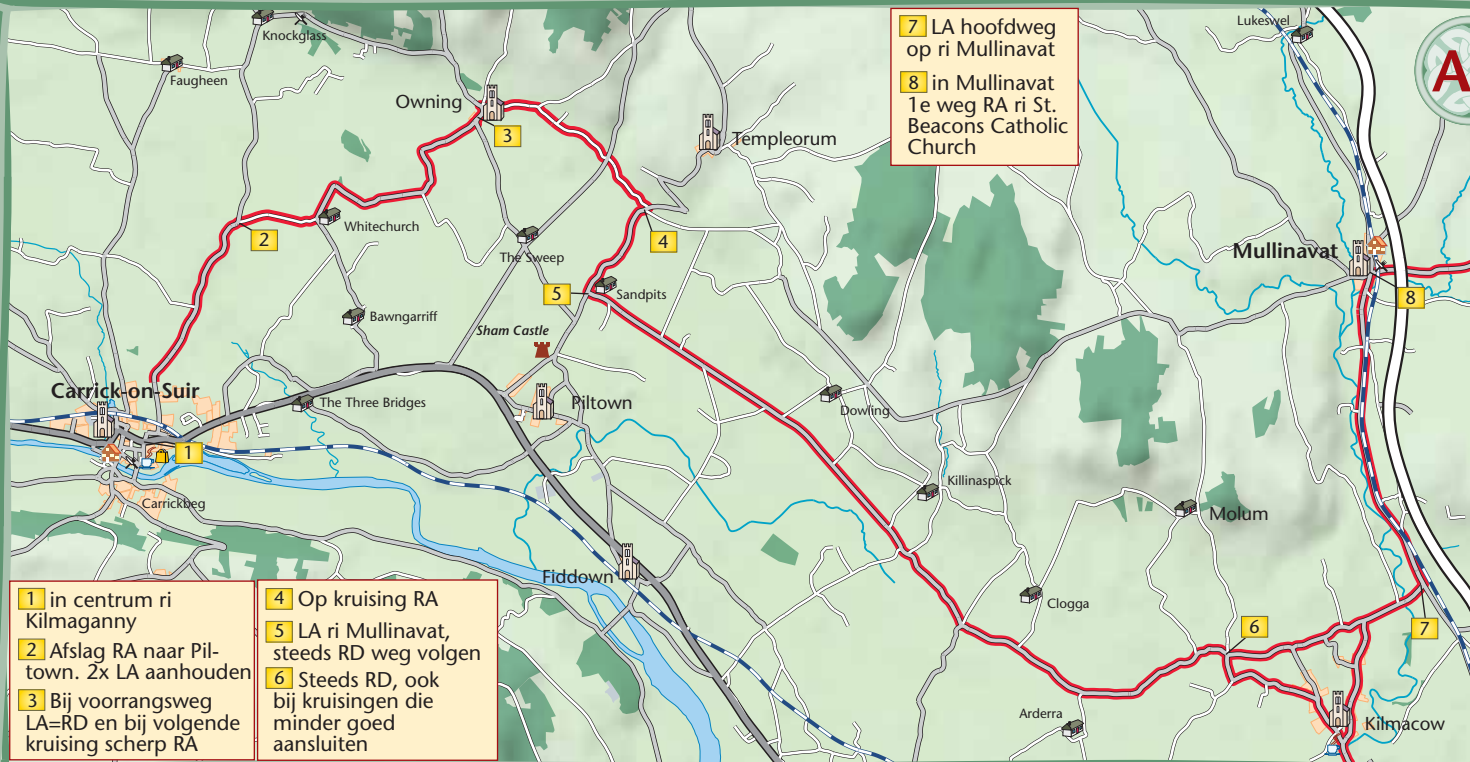 Knockglass
Faugheen
Owning
3
Templeorum
7 LA hoofdweg
op ri Mullinavat
8 in Mullinavat
1e weg RA ri St.
Beacons Catholic
Church
Lukeswel
A
2
Whitechurch
The Sweep
4
Mullinavat
8
5
Sandpits
Bawngarriff
Sham Castle
Carrick-on-Suir
The Three Bridges
Piltown
Dowling
1
Carrickbeg
Killinaspick
Molum
Fiddown
Clogga
6
7
Arderra
Kilmacow
1 in centrum ri
Kilmaganny
2 Afslag RA naar Pil-
town. 2x LA aanhouden
3 Bij voorrangsweg
LA=RD en bij volgende
kruising scherp RA
4 Op kruising RA
5 LA ri Mullinavat,
steeds RD weg volgen
6 Steeds RD, ook
bij kruisingen die
minder goed
aansluiten